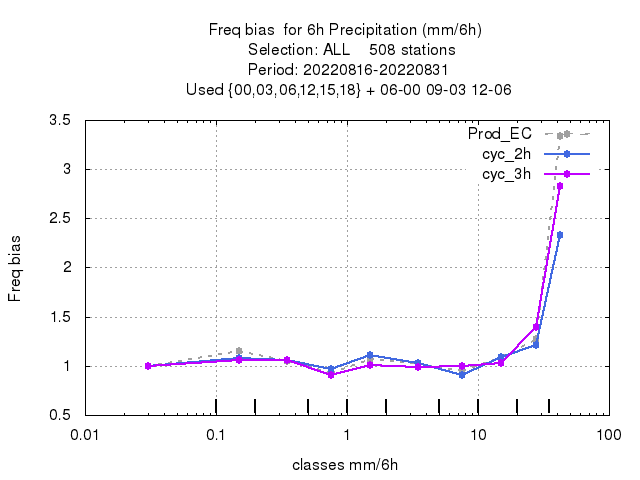 Freq bias  for 6h Precipitation (mm/6h)
Selection: ALL    508 stations
Period: 20220816-20220831
Used {00,03,06,12,15,18} + 06-00 09-03 12-06
Prod_EC
cyc_2h
cyc_3h
3.5
3
2.5
2
1.5
1
0.5
Freq bias
0.01
0.1
1
10
100
classes mm/6h